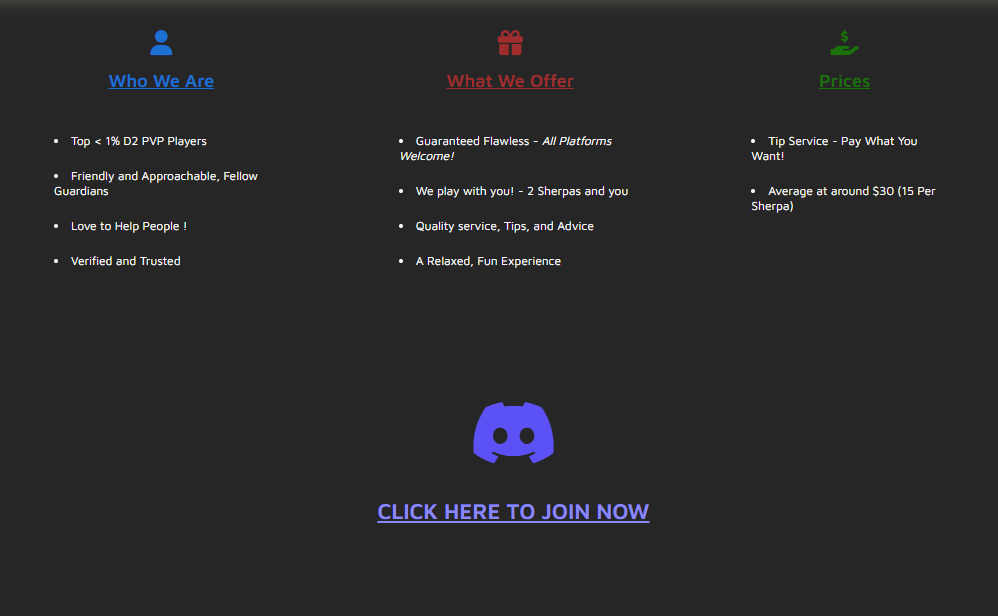 Who We Are
What We Offer
Prices
• Top < 1% D2 PVP Players
• Friendly and Approachable, Fellow
Guardians
• Love to Help People !
• Verified and Trusted
• Guaranteed Flawless - All Platforms
Welcome!
• We play with you! - 2 Sherpas and you
• Quality service, Tips, and Advice
• A Relaxed, Fun Experience
• Tip Service - Pay What You
Want!
• Average at around $30 (15 Per
Sherpa)
CLICK HERE TO JOIN NOW